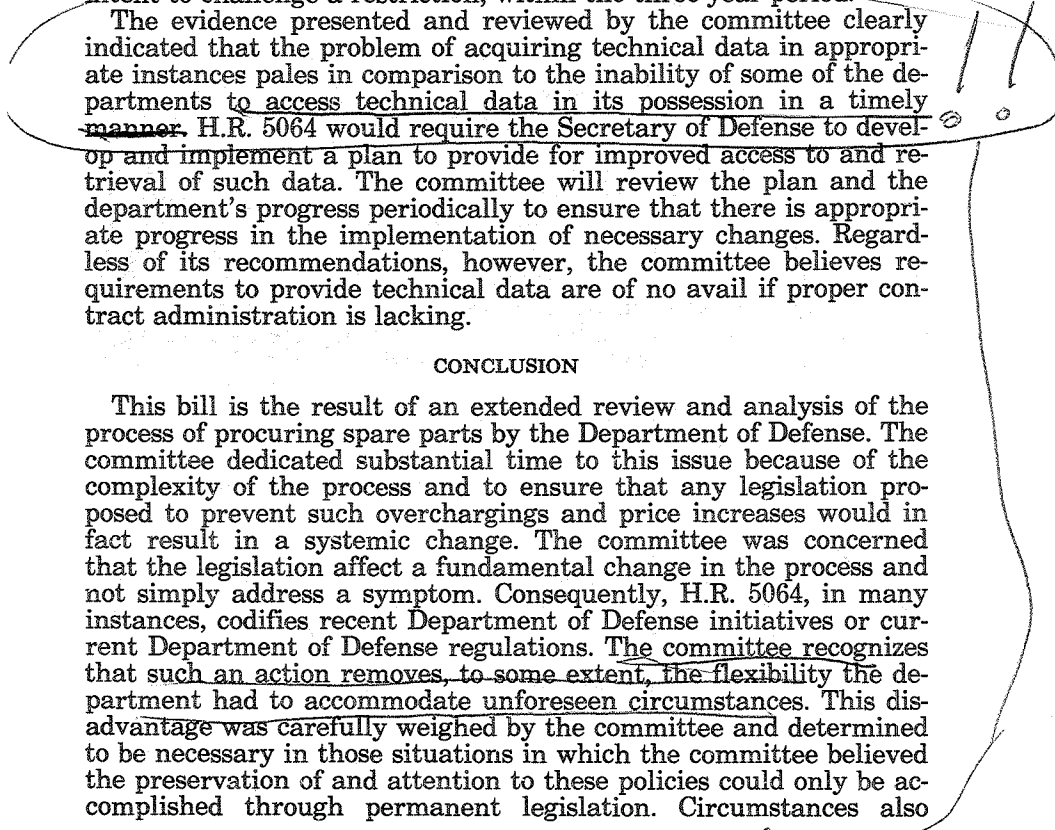 intent to challenge a restriction, within the three-year period.
The evidence presented and reviewed by the committee clearly
indicated that the problem of acquiring technical data in appropri-
ate instances pales in comparison to the inability of some of the de-
partments to access technical data in its possession in a timely
manner. H.R. 5064 would require the Secretary of Defense to devel-
op and implement a plan to provide for improved access to and re-
trieval of such data. The committee will review the plan and the
department's progress periodically to ensure that there is appropri-
ate progress in the implementation of necessary changes. Regard-
less of its recommendations, however, the committee believes re-
quirements to provide technical data are of no avail if proper con-
tract administration is lacking.
CONCLUSION
This bill is the result of an extended review and analysis of the
process of procuring spare parts by the Department of Defense. The
committee dedicated substantial time to this issue because of the
complexity of the process and to ensure that any legislation pro-
posed to prevent such overchargings and price increases would in
fact result in a systemic change. The committee was concerned
that the legislation affect a fundamental change in the process and
not simply address a symptom. Consequently, H.R. 5064, in many
instances, codifies recent Department of Defense initiatives or cur-
rent Department of Defense regulations. The committee recognizes
that such an action removes, to some extent, the flexibility the de-
partment had to accommodate unforeseen circumstances. This dis-
advantage was carefully weighed by the committee and determined
to be necessary in those situations in which the committee believed
the preservation of and attention to these policies could only be ac-
complished through permanent legislation. Circumstances also
!!